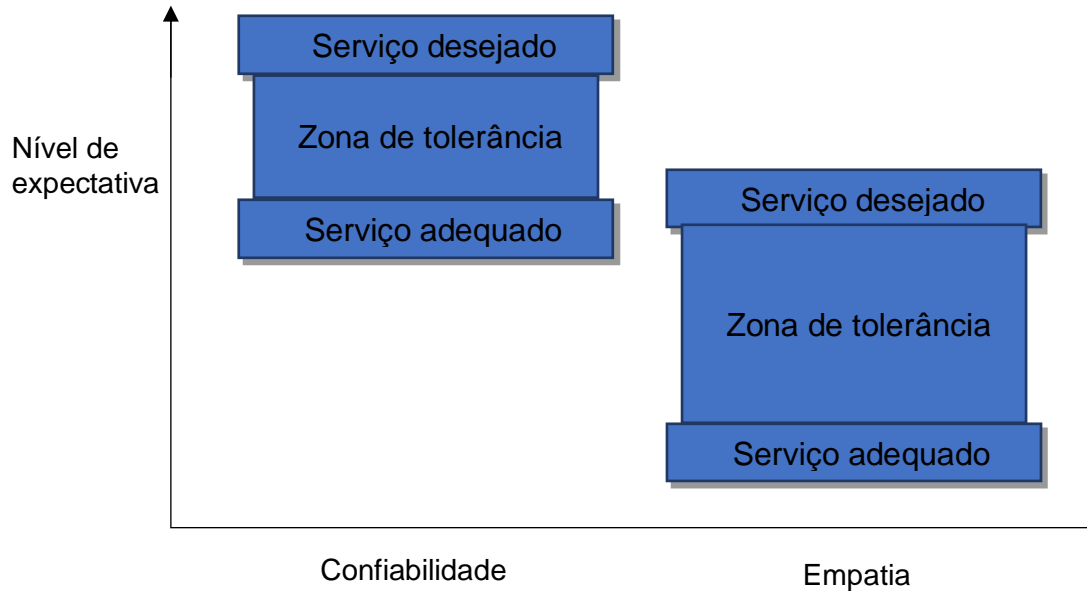 Serviço desejado
Zona de tolerância
Serviço adequado
Nível de
expectativa
Serviço desejado
Zona de tolerância
Serviço adequado
Confiabilidade
Empatia